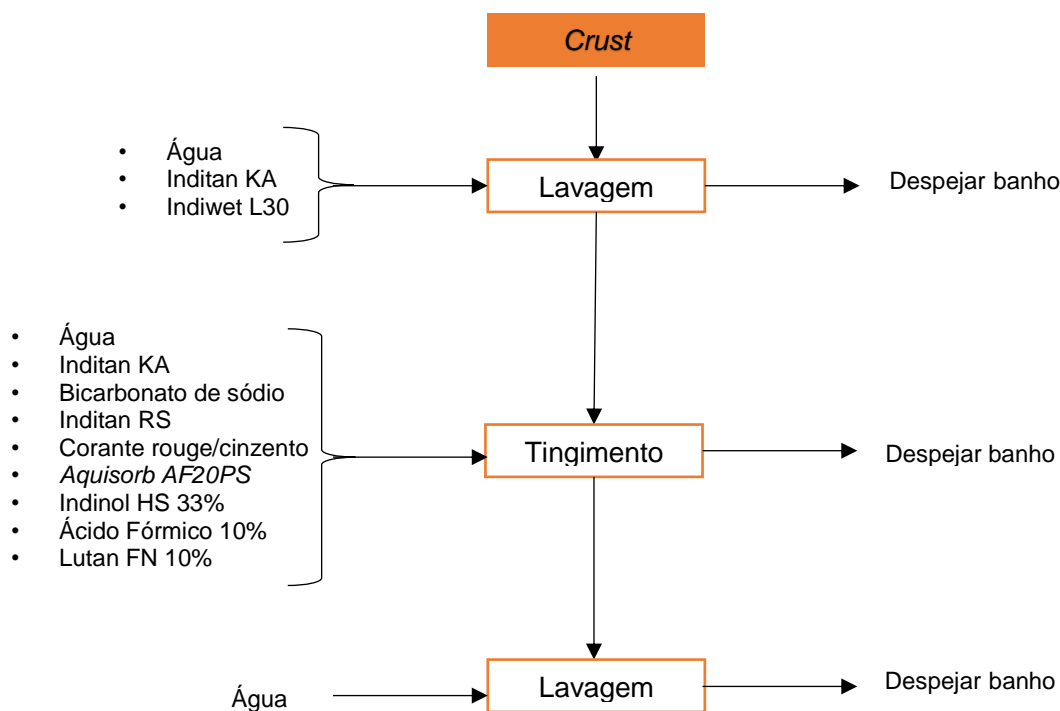 Crust
• Água
• Inditan KA
• Indiwet L30
Lavagem
Despejar banho
• Água
• Inditan KA
• Bicarbonato de sódio
• Inditan RS
• Corante rouge/cinzento
• Aquisorb AF20PS
• Indinol HS 33%
• Ácido Fórmico 10%
• Lutan FN 10%
Tingimento
Despejar banho
Água
Lavagem
Despejar banho